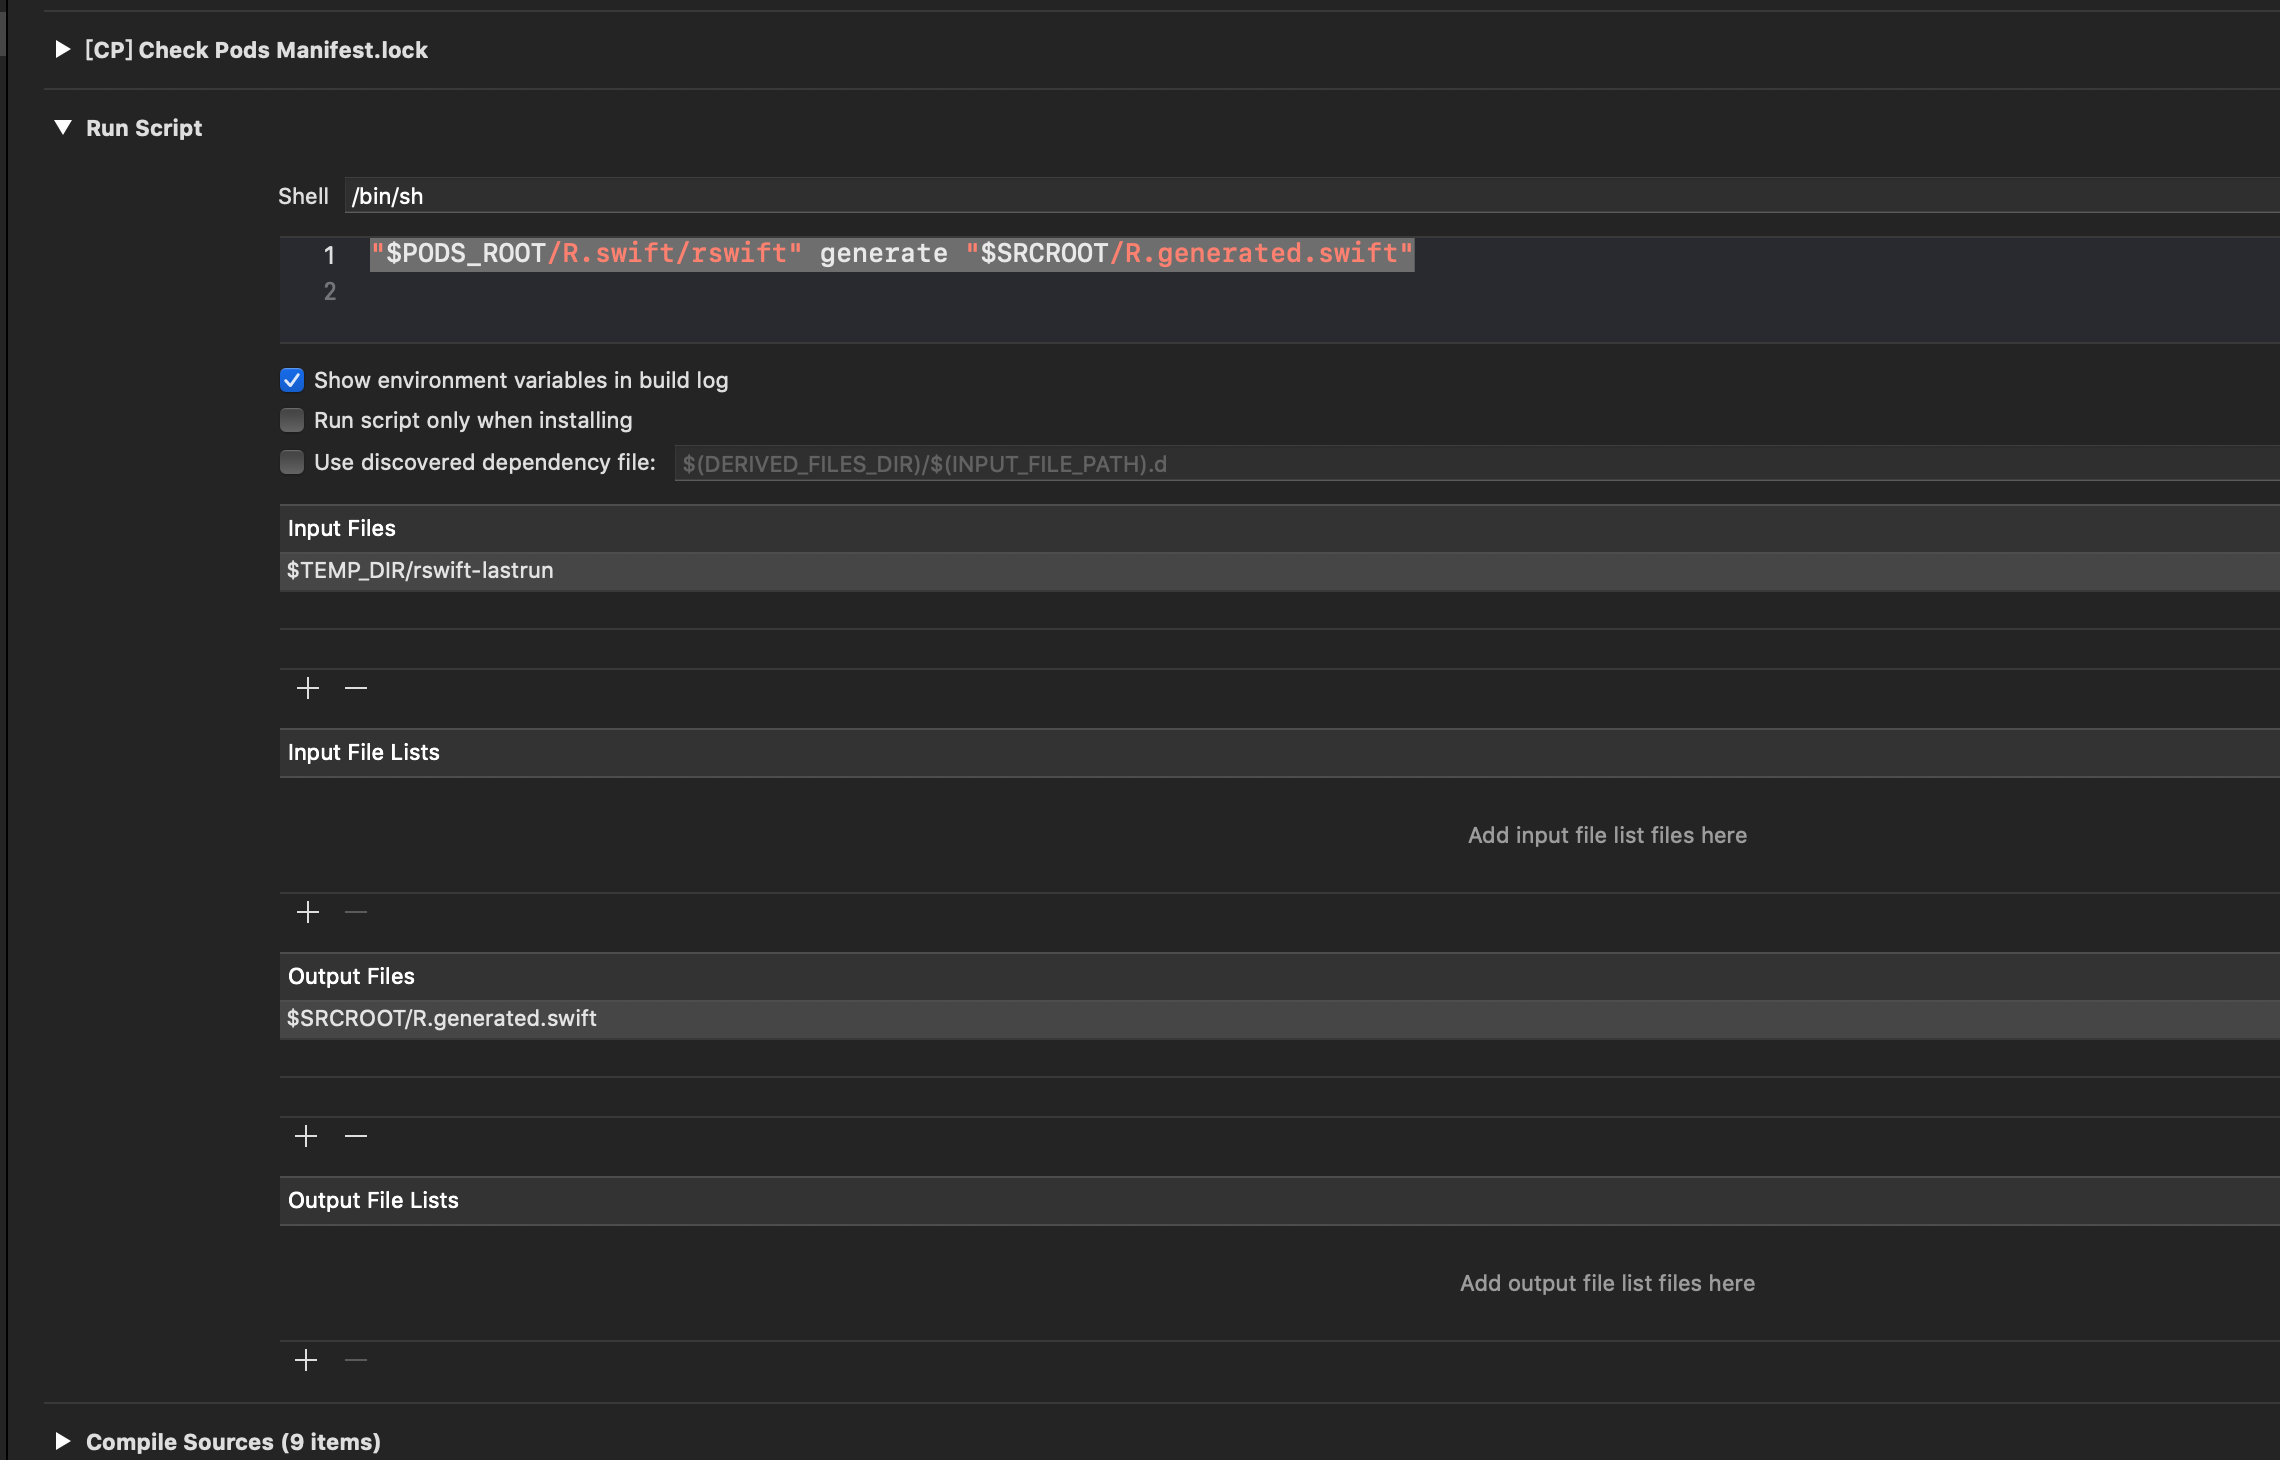 [CP] Check Pods Manifest.lock
Run Script
Shell /bin/sh
1 "$PODS_ROOT/R.swift/rswift" generate "$SRCROOT/R.generated.swift"
2
Show environment variables in build log
Run script only when installing
Use discovered dependency file: $(DERIVED_FILES_DIR)/$(INPUT_FILE_PATH).d
Input Files
$TEMP_DIR/rswift-lastrun
Input File Lists
Add input file list files here
Output Files
$SRCROOT/R.generated.swift
Output File Lists
Add output file list files here
Compile Sources (9 items)